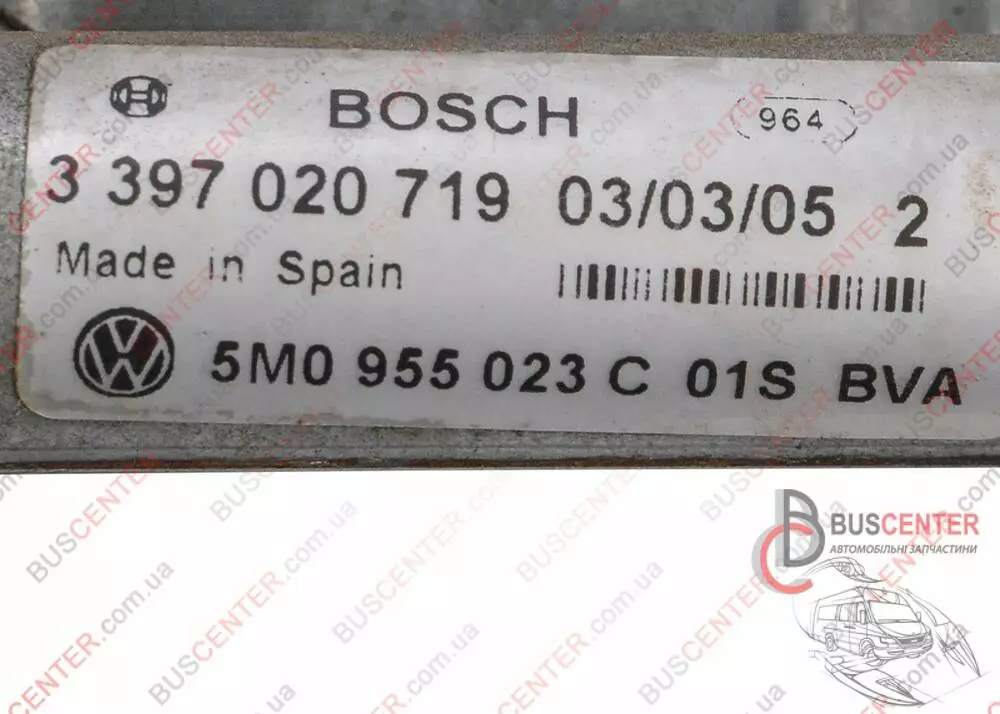 BOSCH 964
3 397 020 719 03/03/05 2
Made in Spain
5M0 955 023 C 01S BVA
BUSCENTER
АВТОМОБІЛЬНІ ЗАПЧАСТИНИ
BUSCENTER.com.ua